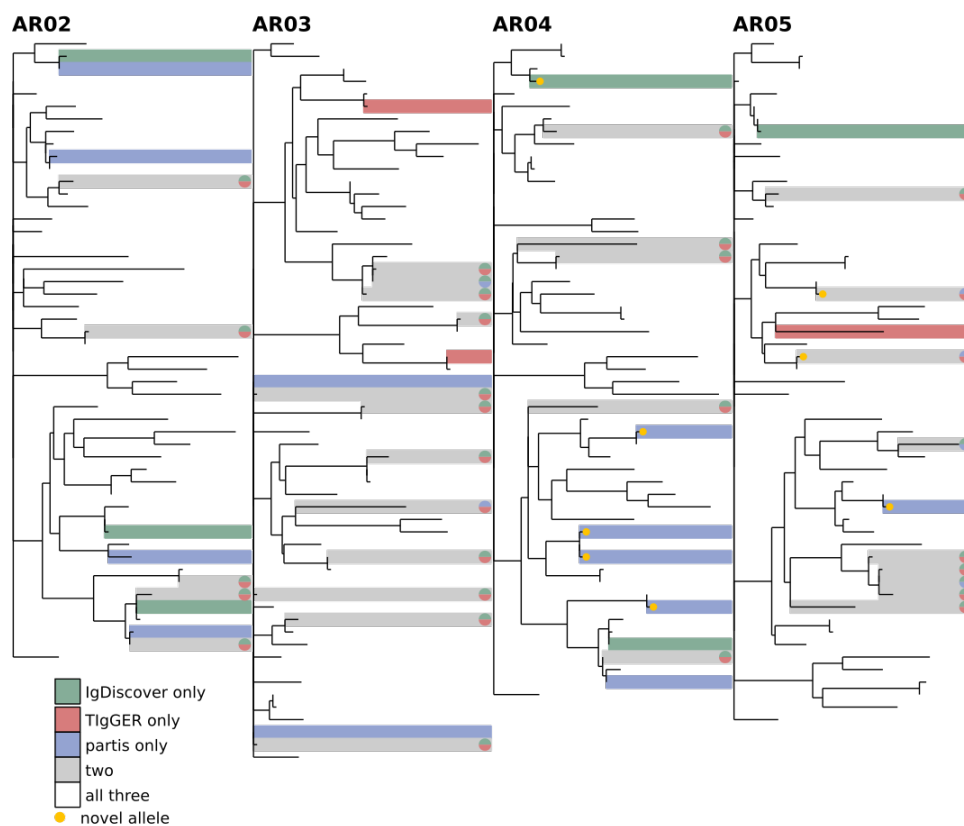 AR02 AR03 AR04 AR05
IgDiscover only
TIgGER only
partis only
two
all three
novel allele